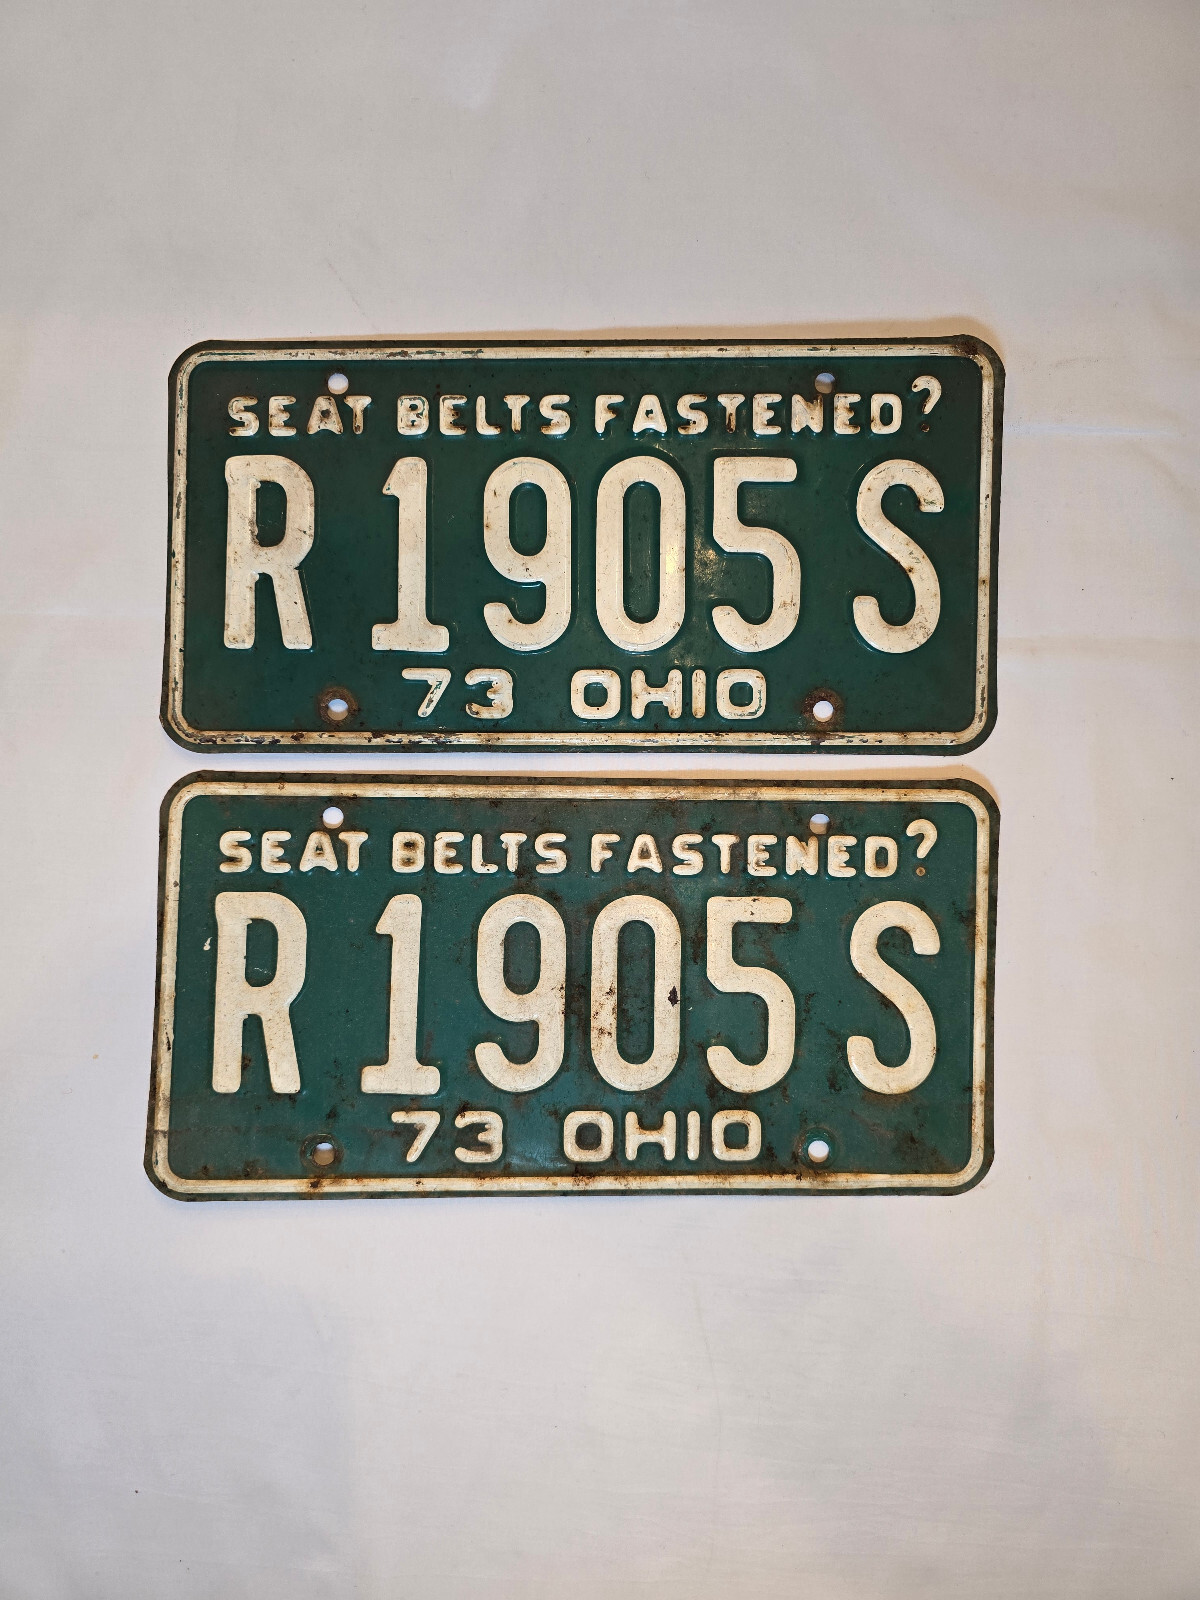 SEAT BELTS FASTENED?
R 1905 S
73 OHIO
SEAT BELTS FASTENED?
R 1905 S
73 OHIO